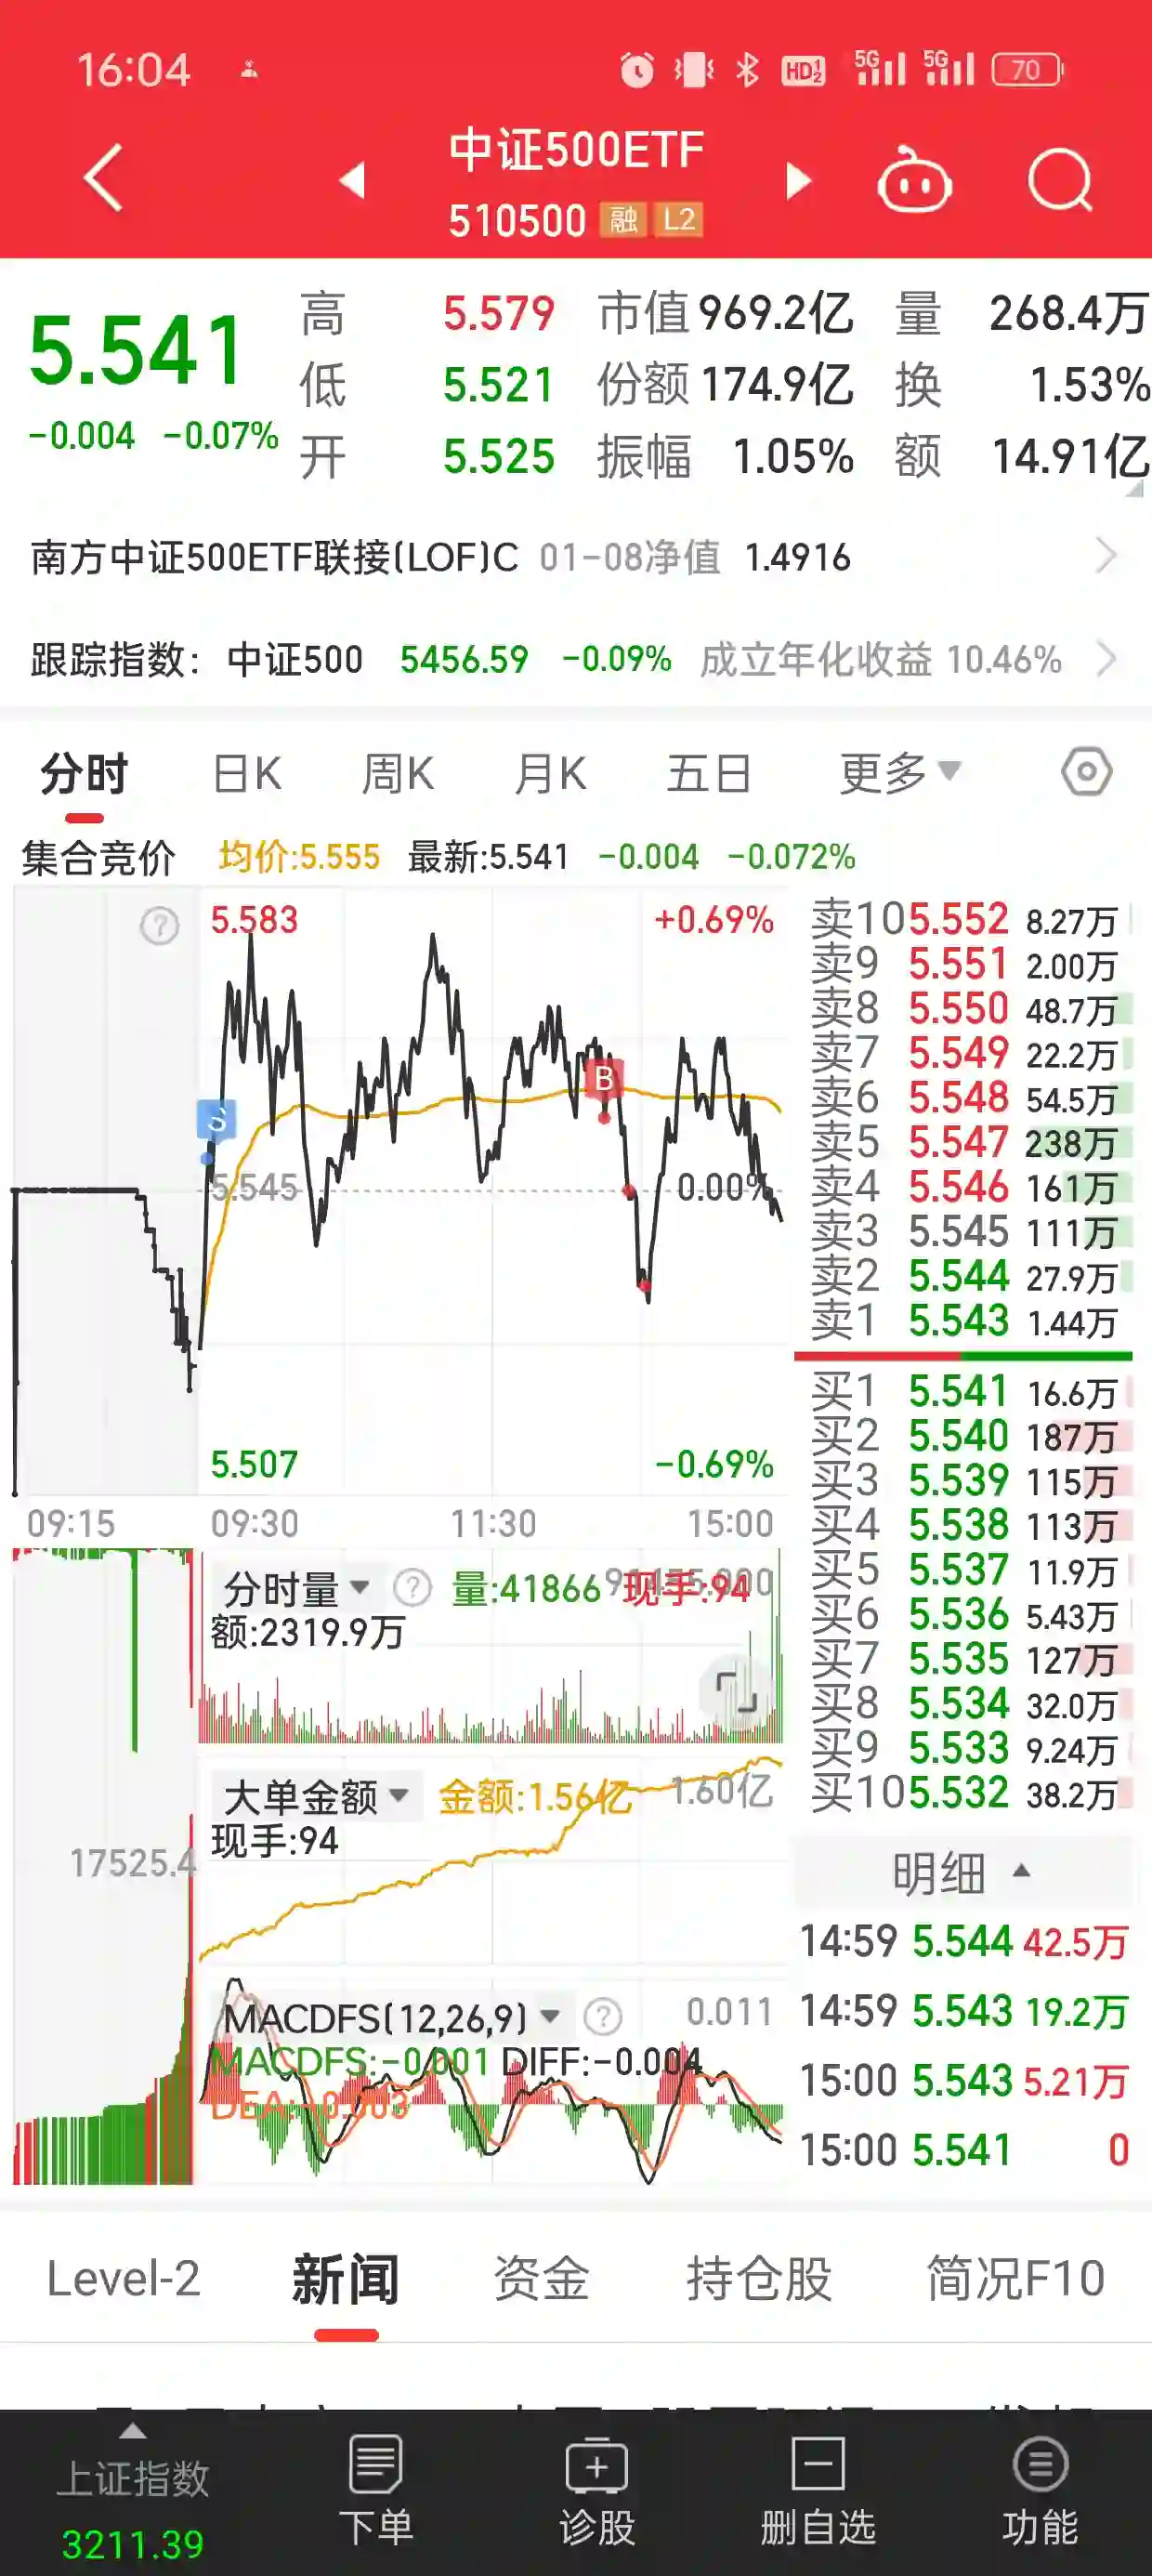 16:04 HD 1 2 5G 5G 70
中证500ETF
510500 融 L2
5.541
-0.004 -0.07%
高 5.579 市值 969.2亿 量 268.4万
低 5.521 份额 174.9亿 换 1.53%
开 5.525 振幅 1.05% 额 14.91亿
南方中证500ETF联接(LOF)C 01-08净值 1.4916
跟踪指数: 中证500 5456.59 -0.09% 成立年化收益 10.46%
分时 日K 周K 月K 五日 更多
集合竞价 均价:5.555 最新:5.541 -0.004 -0.072%
? 5.583 +0.69%
S
B
5.545 0.00%
5.507 -0.69%
09:15 09:30 11:30 15:00
卖10 5.552 8.27万
卖9 5.551 2.00万
卖8 5.550 48.7万
卖7 5.549 22.2万
卖6 5.548 54.5万
卖5 5.547 238万
卖4 5.546 161万
卖3 5.545 111万
卖2 5.544 27.9万
卖1 5.543 1.44万
买1 5.541 16.6万
买2 5.540 187万
买3 5.539 115万
买4 5.538 113万
买5 5.537 11.9万
买6 5.536 5.43万
买7 5.535 127万
买8 5.534 32.0万
买9 5.533 9.24万
买10 5.532 38.2万
分时量 ? 量:41866 现手:94
额:2319.9万
大单金额 金额:1.56亿 1.60亿
现手:94
17525.4
MACDFS(12,26,9) ? 0.011
MACDFS:-0.001 DIFF:-0.004
DEA:-0.003
明细
14:59 5.544 42.5万
14:59 5.543 19.2万
15:00 5.543 5.21万
15:00 5.541 0
Level-2 新闻 资金 持仓股 简况F10
上证指数 下单 诊股 删自选 功能
3211.39